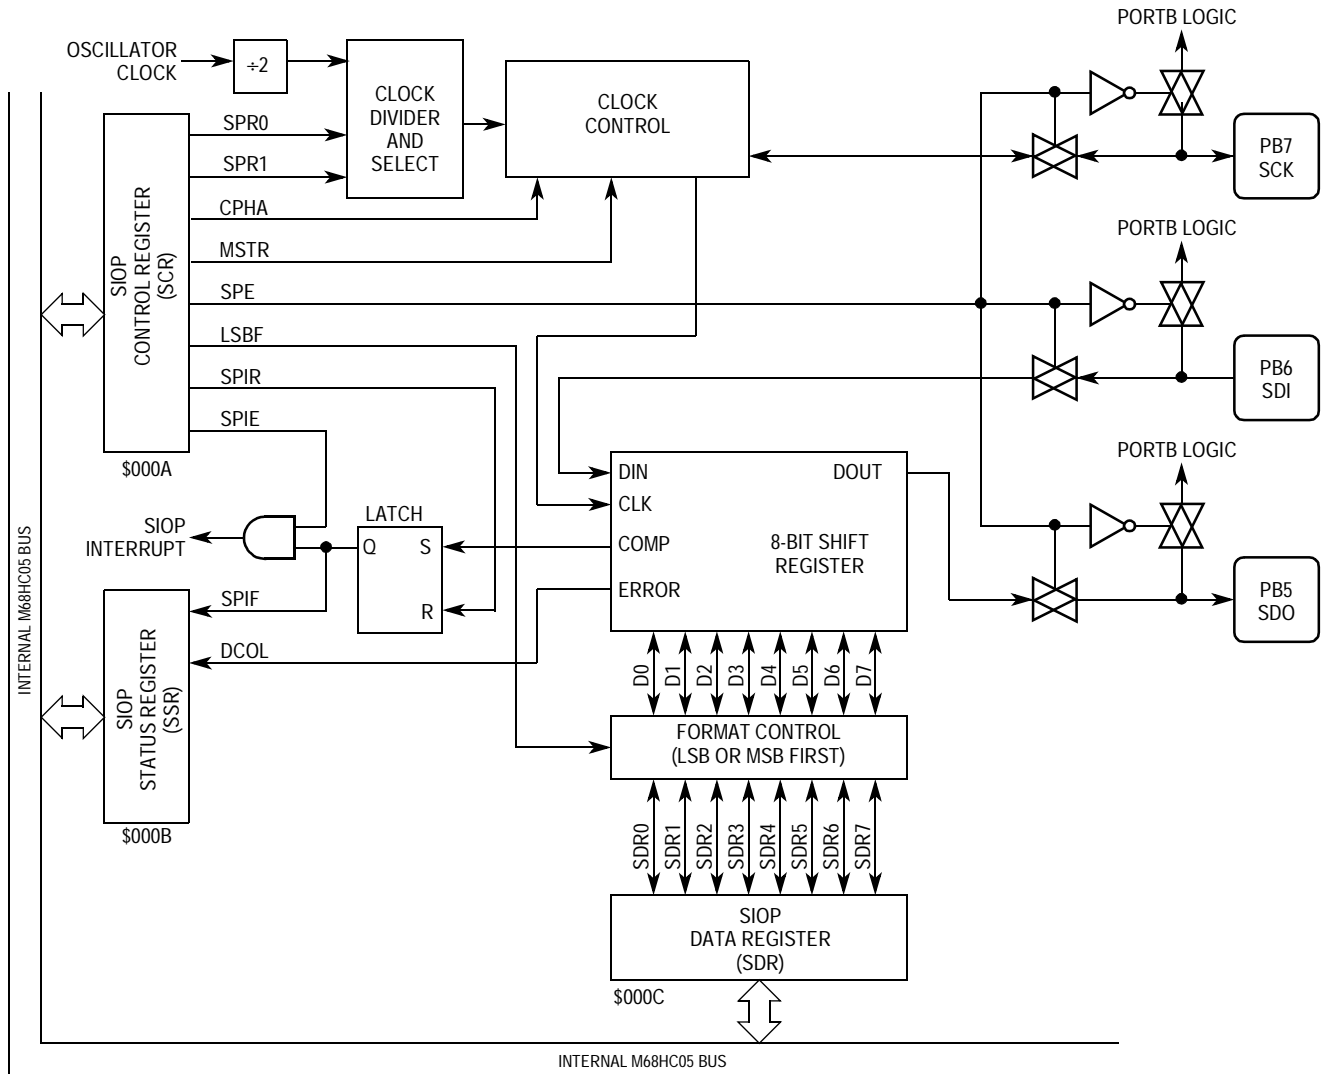 PORTB LOGIC
OSCILLATOR
CLOCK
÷2
CLOCK
DIVIDER
AND
SELECT
CLOCK
CONTROL
PB7
SCK
SIOP
CONTROL REGISTER
(SCR)
SPR0
SPR1
CPHA
MSTR
SPE
LSBF
SPIR
SPIE
$000A
PORTB LOGIC
PB6
SDI
PORTB LOGIC
PB5
SDO
DIN
CLK
COMP
ERROR
DOUT
8-BIT SHIFT
REGISTER
LATCH
Q
S
R
SIOP
INTERRUPT
SPIF
DCOL
SIOP
STATUS REGISTER
(SSR)
$000B
D0
D1
D2
D3
D4
D5
D6
D7
FORMAT CONTROL
(LSB OR MSB FIRST)
SDR0
SDR1
SDR2
SDR3
SDR4
SDR5
SDR6
SDR7
SIOP
DATA REGISTER
(SDR)
$000C
INTERNAL M68HC05 BUS
INTERNAL M68HC05 BUS